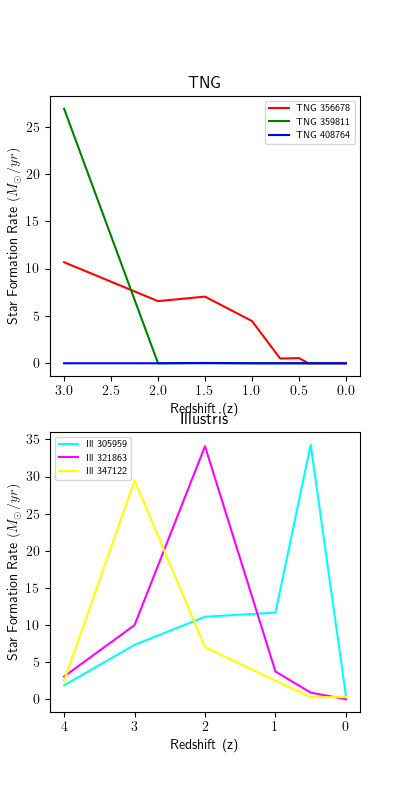 TNG
Star Formation Rate (M☉/yr)
25
20
15
10
5
0
TNG 356678
TNG 359811
TNG 408764
3.0 2.5 2.0 1.5 1.0 0.5 0.0
Redshift (z)
Illustris
Star Formation Rate (M☉/yr)
35
30
25
20
15
10
5
0
Ill 305959
Ill 321863
Ill 347122
4 3 2 1 0
Redshift (z)